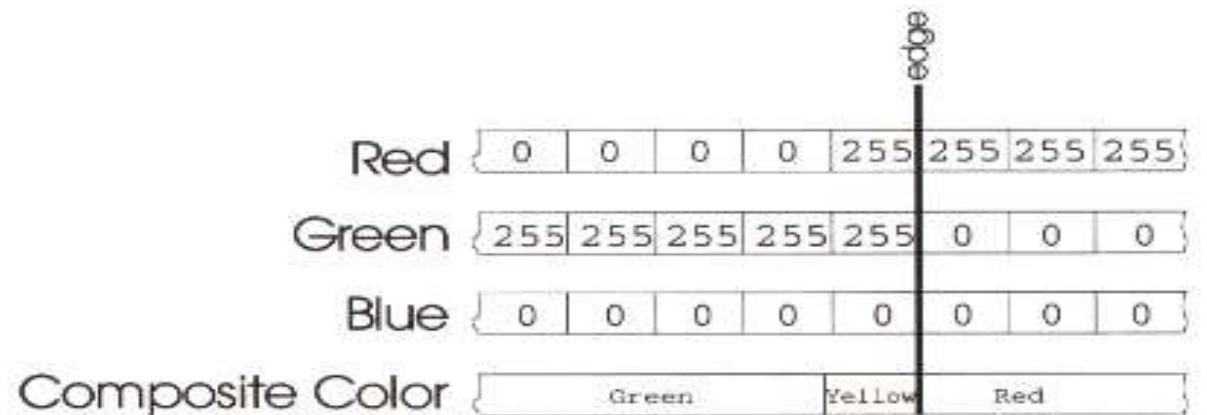 edge
Red 0 0 0 0 255 255 255 255
Green 255 255 255 255 255 0 0 0
Blue 0 0 0 0 0 0 0 0
Composite Color Green Yellow Red